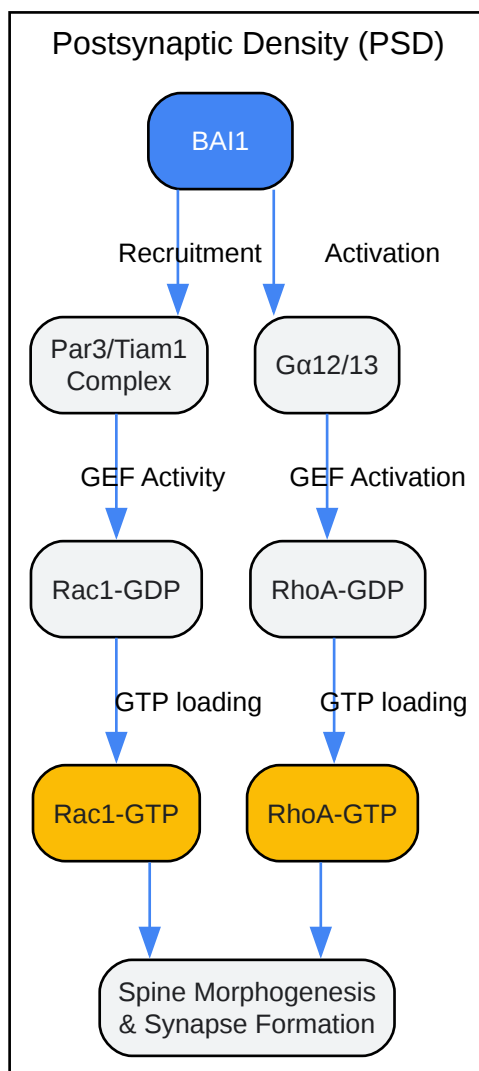 Postsynaptic Density (PSD)
BAI1
Recruitment
Activation
Par3/Tiam1
Complex
Gα12/13
GEF Activity
GEF Activation
Rac1-GDP
RhoA-GDP
GTP loading
GTP loading
Rac1-GTP
RhoA-GTP
Spine Morphogenesis
& Synapse Formation